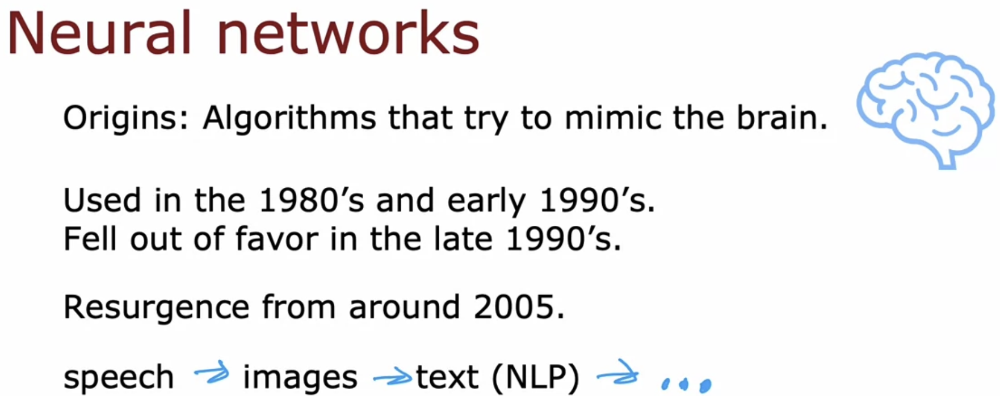 Neural networks
Origins: Algorithms that try to mimic the brain.
Used in the 1980’s and early 1990’s.
Fell out of favor in the late 1990’s.
Resurgence from around 2005.
speech → images → text (NLP) → ...